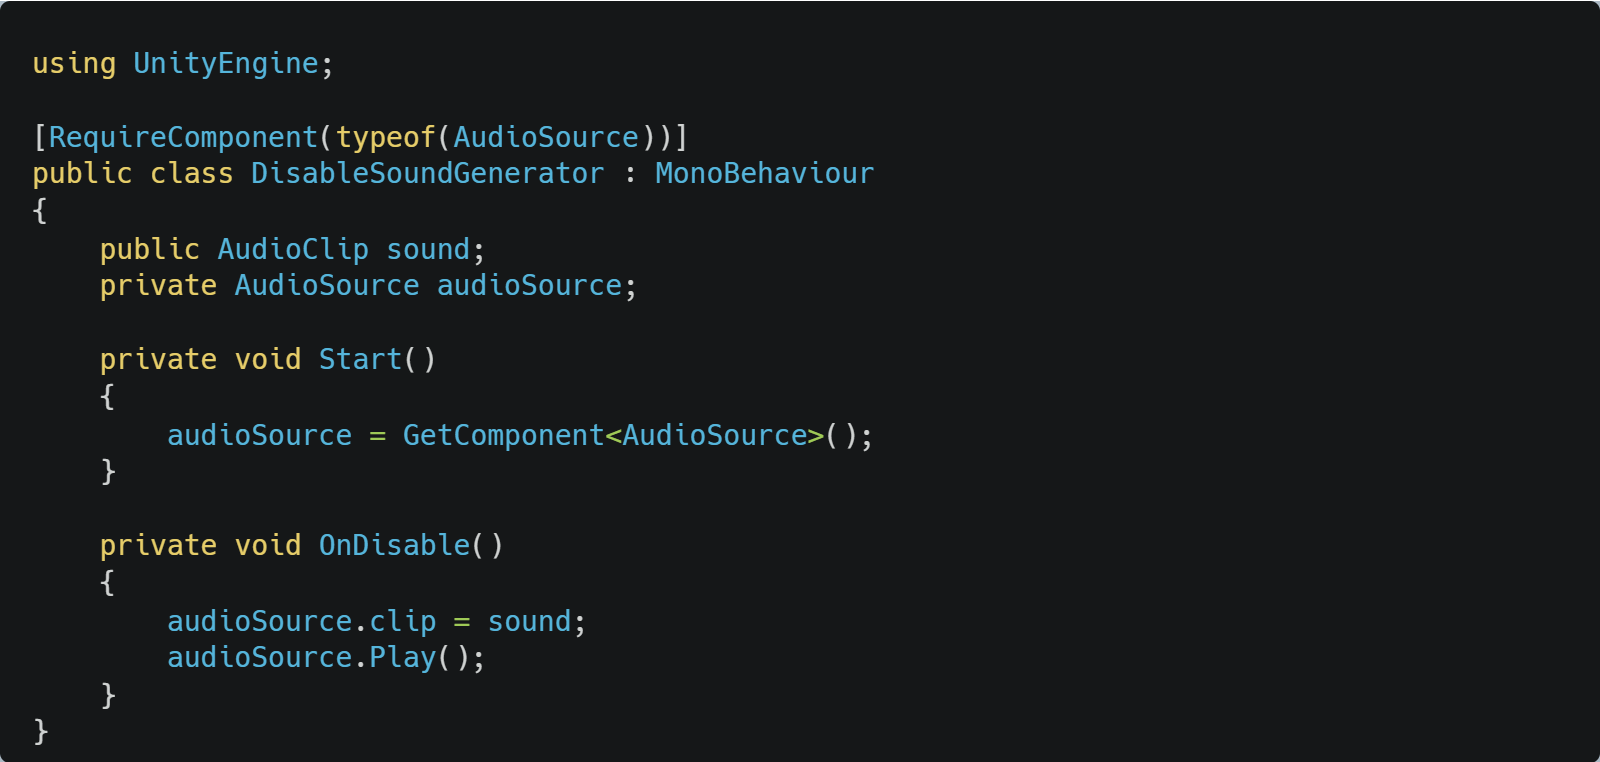 using UnityEngine;

[RequireComponent(typeof(AudioSource))]
public class DisableSoundGenerator : MonoBehaviour
{
    public AudioClip sound;
    private AudioSource audioSource;

    private void Start()
    {
        audioSource = GetComponent<AudioSource>();
    }

    private void OnDisable()
    {
        audioSource.clip = sound;
        audioSource.Play();
    }
}